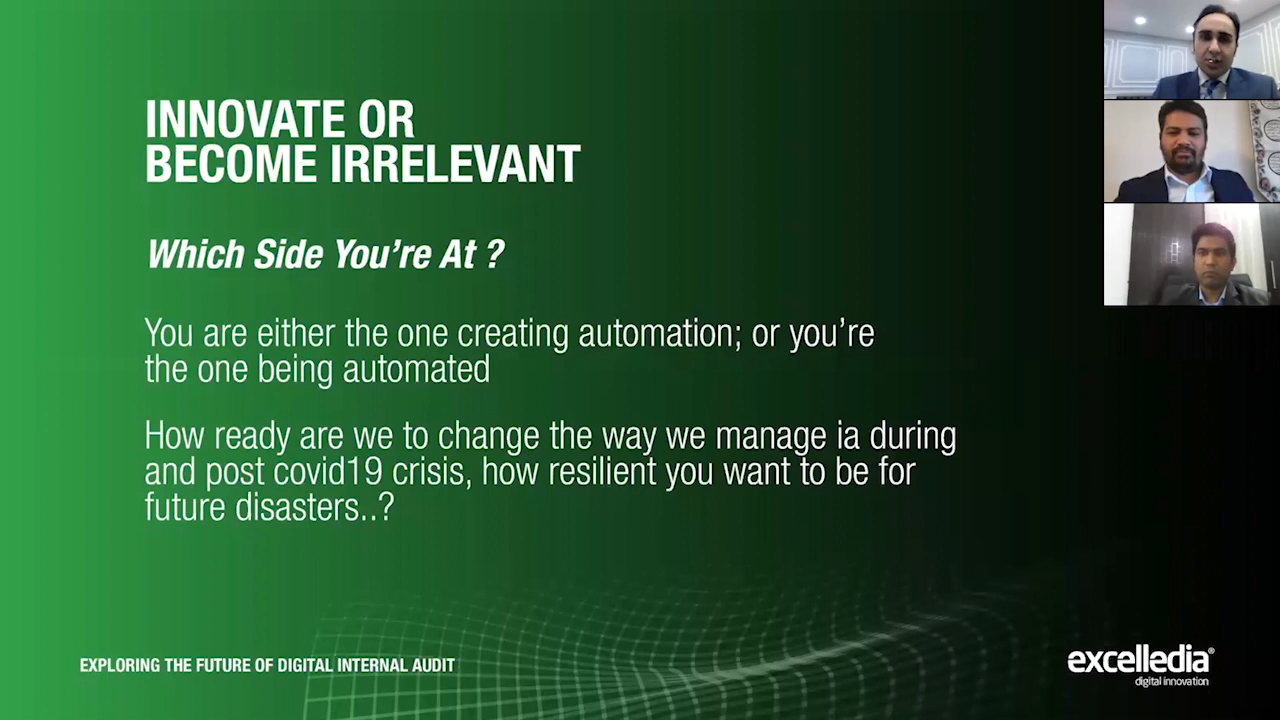 INNOVATE OR
BECOME IRRELEVANT
Which Side You're At ?
You are either the one creating automation; or you're
the one being automated
How ready are we to change the way we manage ia during
and post covid19 crisis, how resilient you want to be for
future disasters..?
EXPLORING THE FUTURE OF DIGITAL INTERNAL AUDIT
excelledia®
digital innovation